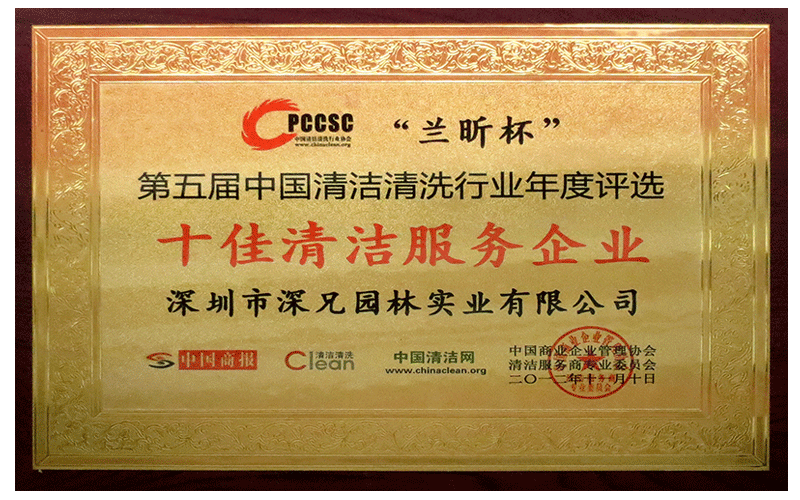 PCCSC
中国清洁清洗行业协会
www.chinaclean.org
“兰昕杯”
第五届中国清洁清洗行业年度评选
十佳清洁服务企业
深圳市深兄园林实业有限公司
中国商报
清洁清洗
Clean
中国清洁网
www.chinaclean.org
中国商业企业管理协会
清洁服务商专业委员会
二〇一二年十一月十日